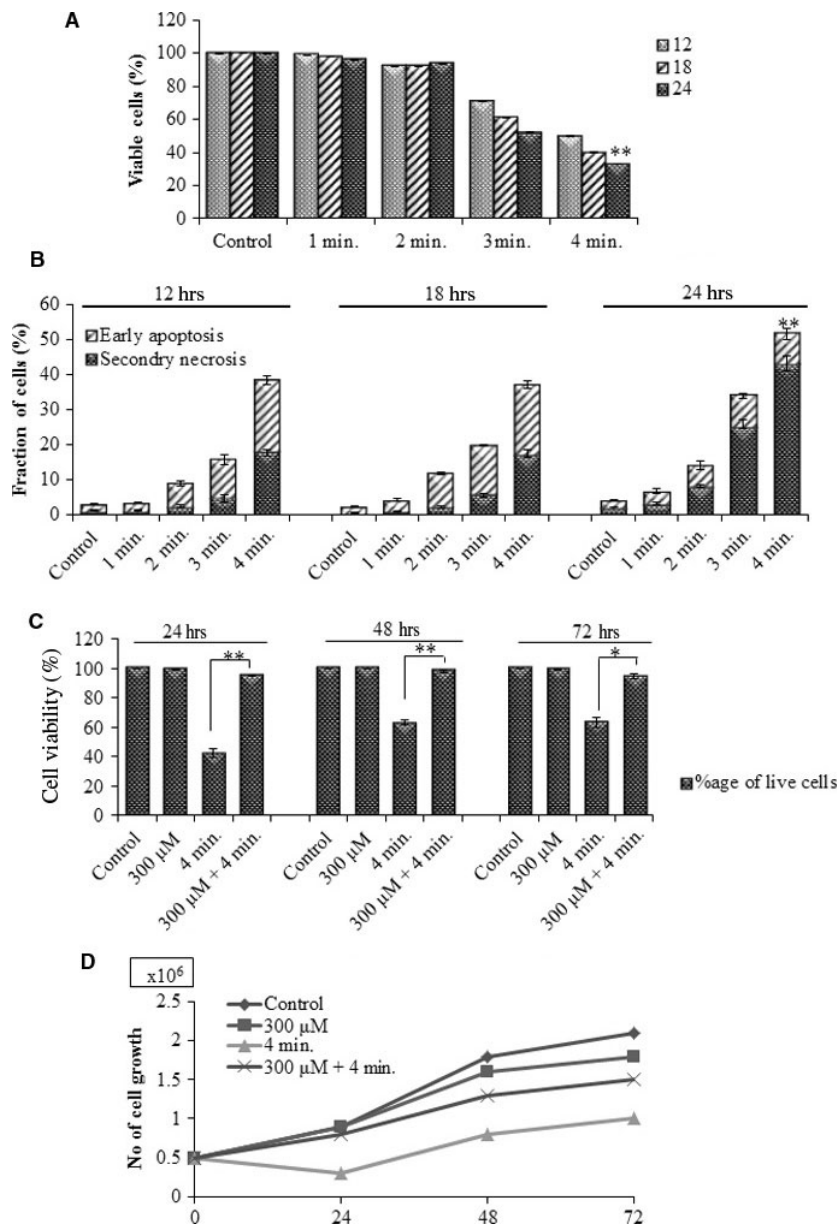 A
Viable cells (%)
120
100
80
60
40
20
0
12
18
24
**
Control 1 min. 2 min. 3min. 4 min.
B
12 hrs 18 hrs 24 hrs
Fraction of cells (%)
60
50
40
30
20
10
0
Early apoptosis
Secondry necrosis
**
Control 1 min. 2 min. 3 min. 4 min. Control 1 min. 2 min. 3 min. 4 min. Control 1 min. 2 min. 3 min. 4 min.
C
24 hrs 48 hrs 72 hrs
Cell viability (%)
120
100
80
60
40
20
0
** ** *
%age of live cells
Control 300 µM 4 min. 300 µM + 4 min. Control 300 µM 4 min. 300 µM + 4 min. Control 300 µM 4 min. 300 µM + 4 min.
D
x10⁶
No of cell growth
2.5
2
1.5
1
0.5
0
Control
300 µM
4 min.
300 µM + 4 min.
0 24 48 72